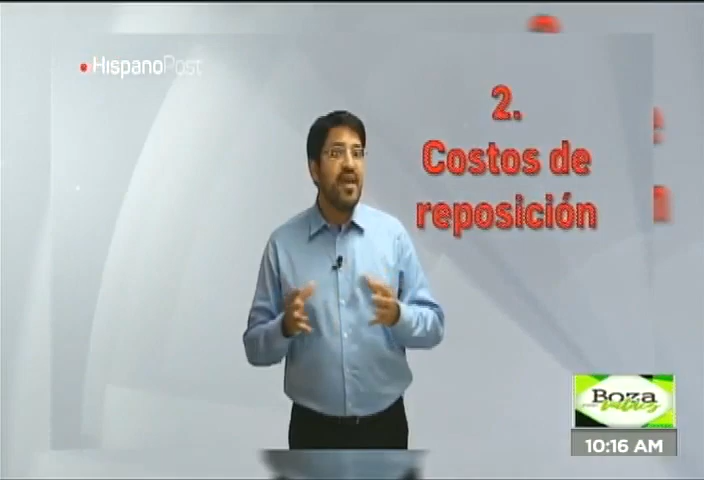 HispanoPost
2.
Costos de
reposición
Boza
10:16 AM